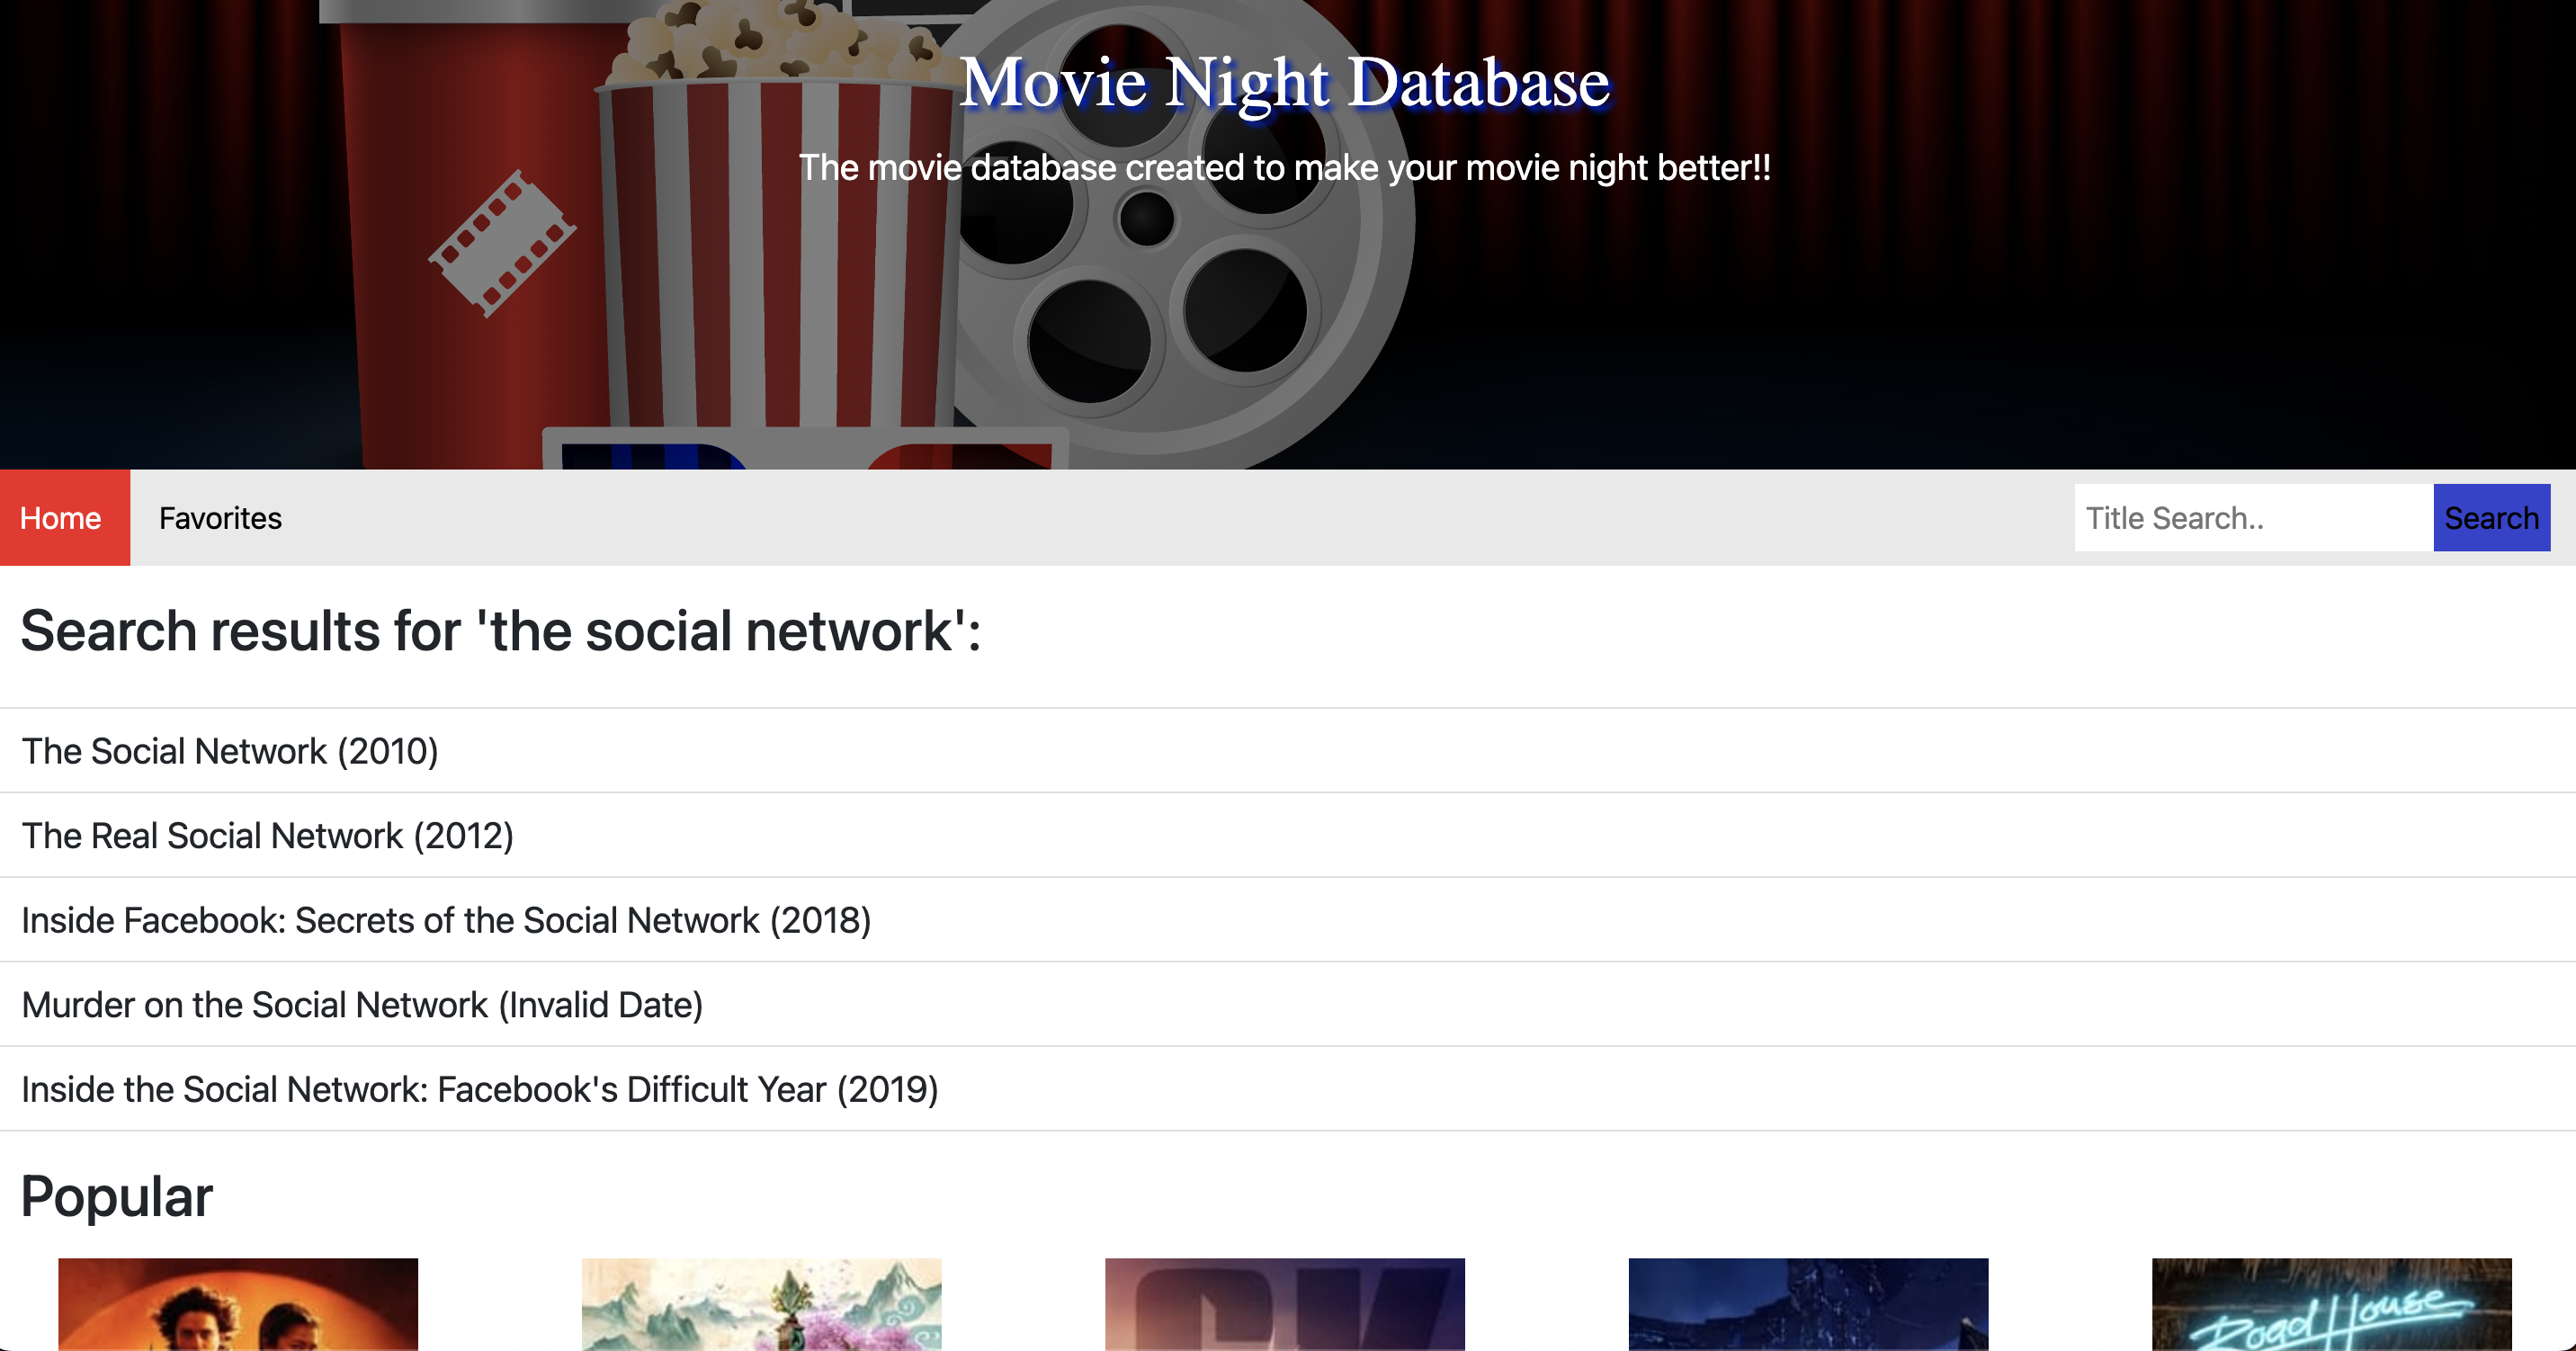 Movie Night Database
The movie database created to make your movie night better!!
Home Favorites Title Search.. Search
Search results for 'the social network':
The Social Network (2010)
The Real Social Network (2012)
Inside Facebook: Secrets of the Social Network (2018)
Murder on the Social Network (Invalid Date)
Inside the Social Network: Facebook's Difficult Year (2019)
Popular
Road House